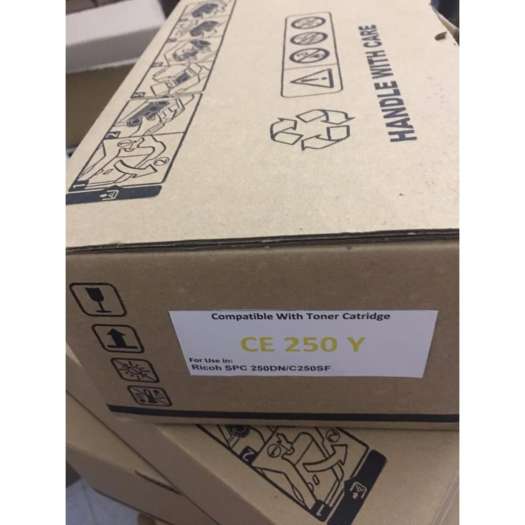 HANDLE WITH CARE
Compatible With Toner Catridge
CE 250 Y
For Use in:
Ricoh SPC 250DN/C250SF